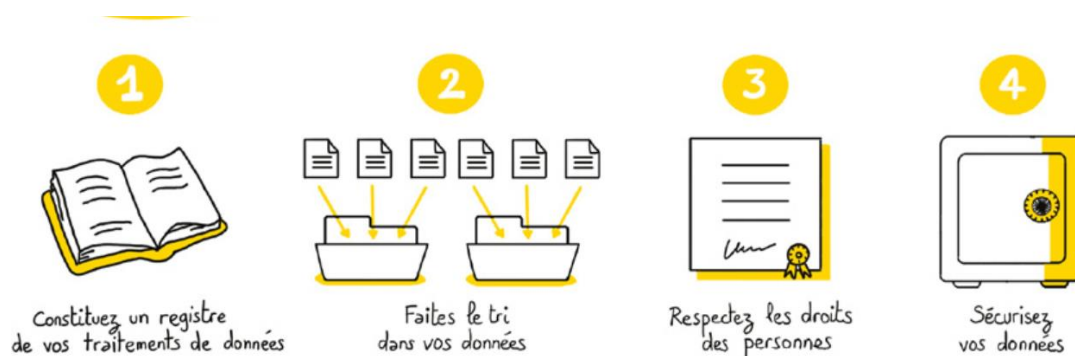 1
Constituez un registre
de vos traitements de données
2
Faites le tri
dans vos données
3
Respectez les droits
des personnes
4
Sécurisez
vos données